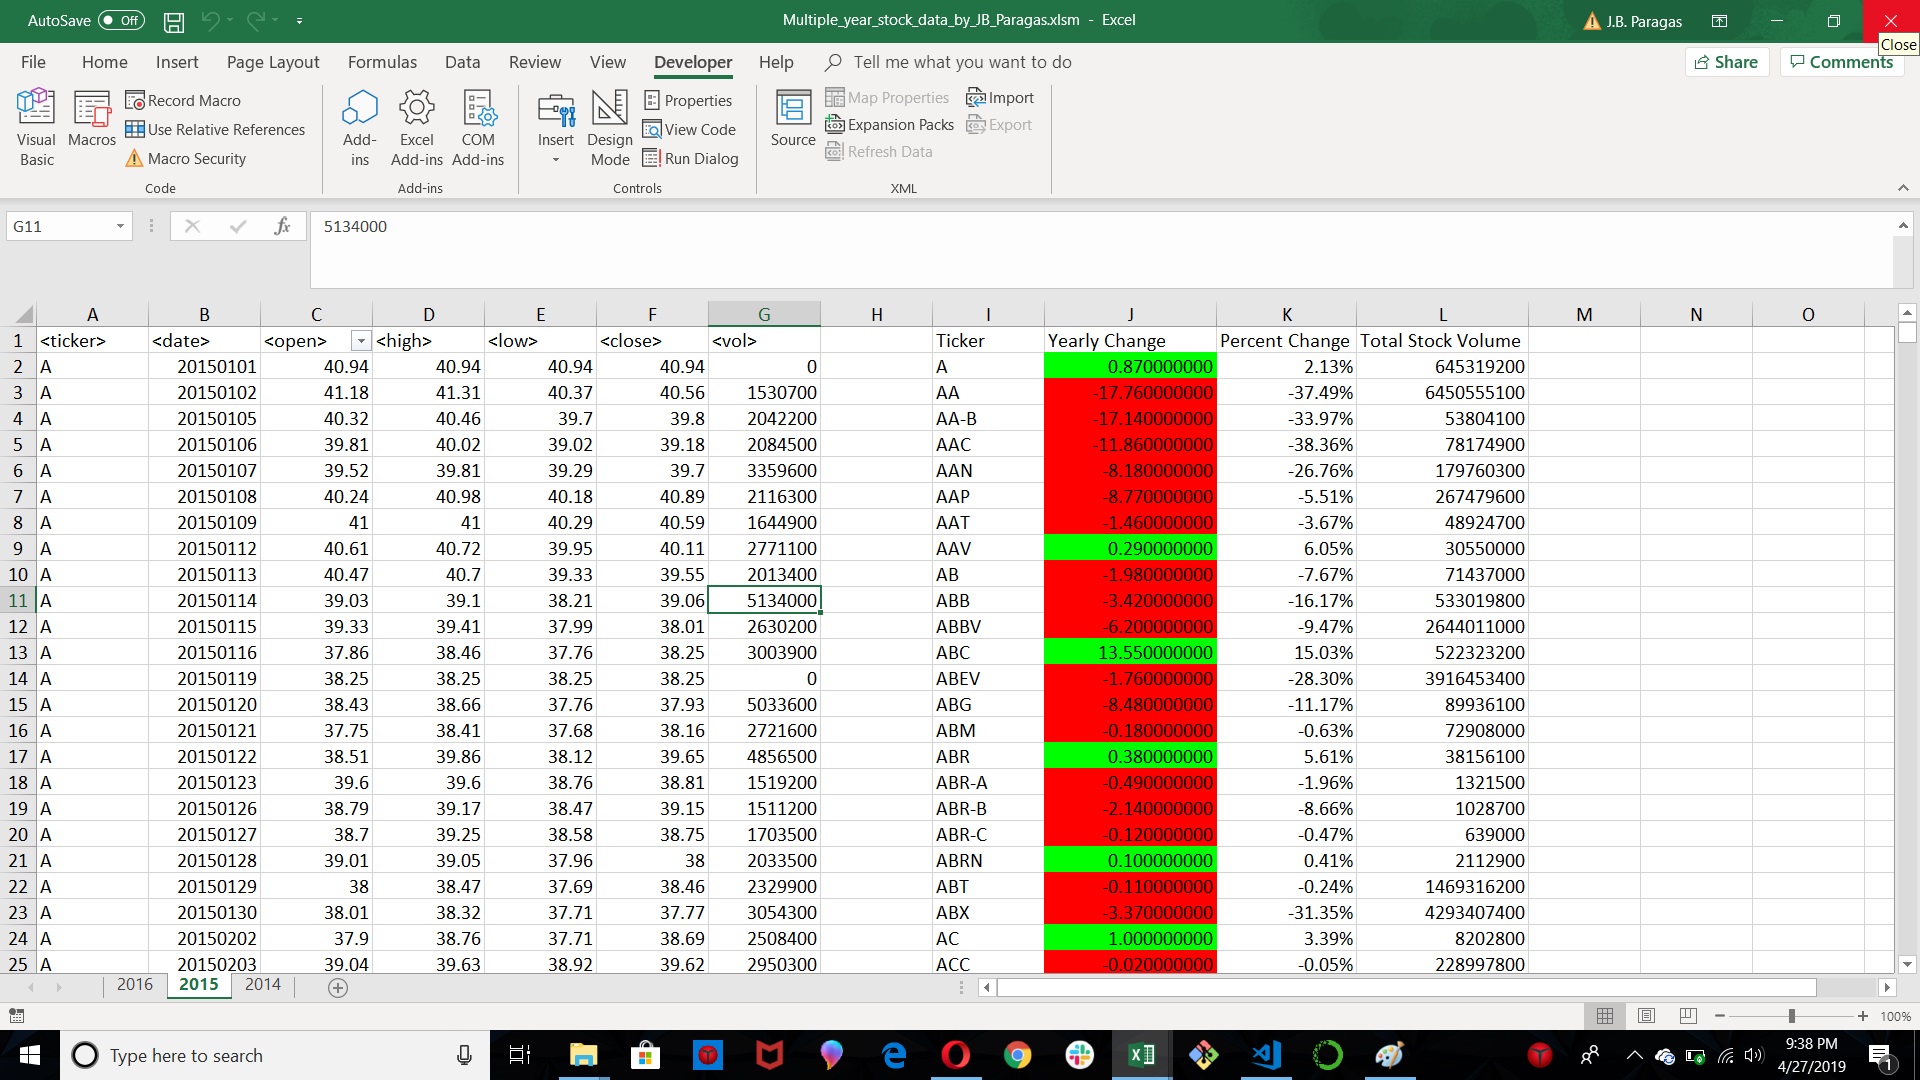 AutoSave Off Multiple_year_stock_data_by_JB_Paragas.xlsm - Excel J.B. Paragas
Close
File Home Insert Page Layout Formulas Data Review View Developer Help Tell me what you want to do Share Comments
Visual Basic
Macros
Record Macro
Use Relative References
Macro Security
Code
Add-ins
Excel Add-ins
COM Add-ins
Add-ins
Insert
Design Mode
Properties
View Code
Run Dialog
Controls
Source
Map Properties
Expansion Packs
Refresh Data
Import
Export
XML
G11 fx 5134000
A B C D E F G H I J K L M N O
1 <ticker> <date> <open> <high> <low> <close> <vol> Ticker Yearly Change Percent Change Total Stock Volume
2 A 20150101 40.94 40.94 40.94 40.94 0 A 0.870000000 2.13% 645319200
3 A 20150102 41.18 41.31 40.37 40.56 1530700 AA -17.760000000 -37.49% 6450555100
4 A 20150105 40.32 40.46 39.7 39.8 2042200 AA-B -17.140000000 -33.97% 53804100
5 A 20150106 39.81 40.02 39.02 39.18 2084500 AAC -11.860000000 -38.36% 78174900
6 A 20150107 39.52 39.81 39.29 39.7 3359600 AAN -8.180000000 -26.76% 179760300
7 A 20150108 40.24 40.98 40.18 40.89 2116300 AAP -8.770000000 -5.51% 267479600
8 A 20150109 41 41 40.29 40.59 1644900 AAT -1.460000000 -3.67% 48924700
9 A 20150112 40.61 40.72 39.95 40.11 2771100 AAV 0.290000000 6.05% 30550000
10 A 20150113 40.47 40.7 39.33 39.55 2013400 AB -1.980000000 -7.67% 71437000
11 A 20150114 39.03 39.1 38.21 39.06 5134000 ABB -3.420000000 -16.17% 533019800
12 A 20150115 39.33 39.41 37.99 38.01 2630200 ABBV -6.200000000 -9.47% 2644011000
13 A 20150116 37.86 38.46 37.76 38.25 3003900 ABC 13.550000000 15.03% 522323200
14 A 20150119 38.25 38.25 38.25 38.25 0 ABEV -1.760000000 -28.30% 3916453400
15 A 20150120 38.43 38.66 37.76 37.93 5033600 ABG -8.480000000 -11.17% 89936100
16 A 20150121 37.75 38.41 37.68 38.16 2721600 ABM -0.180000000 -0.63% 72908000
17 A 20150122 38.51 39.86 38.12 39.65 4856500 ABR 0.380000000 5.61% 38156100
18 A 20150123 39.6 39.6 38.76 38.81 1519200 ABR-A -0.490000000 -1.96% 1321500
19 A 20150126 38.79 39.17 38.47 39.15 1511200 ABR-B -2.140000000 -8.66% 1028700
20 A 20150127 38.7 39.25 38.58 38.75 1703500 ABR-C -0.120000000 -0.47% 639000
21 A 20150128 39.01 39.05 37.96 38 2033500 ABRN 0.100000000 0.41% 2112900
22 A 20150129 38 38.47 37.69 38.46 2329900 ABT -0.110000000 -0.24% 1469316200
23 A 20150130 38.01 38.32 37.71 37.77 3054300 ABX -3.370000000 -31.35% 4293407400
24 A 20150202 37.9 38.76 37.71 38.69 2508400 AC 1.000000000 3.39% 8202800
25 A 20150203 39.04 39.63 38.92 39.62 2950300 ACC -0.020000000 -0.05% 228997800
2016 2015 2014
100%
Type here to search
9:38 PM
4/27/2019
1